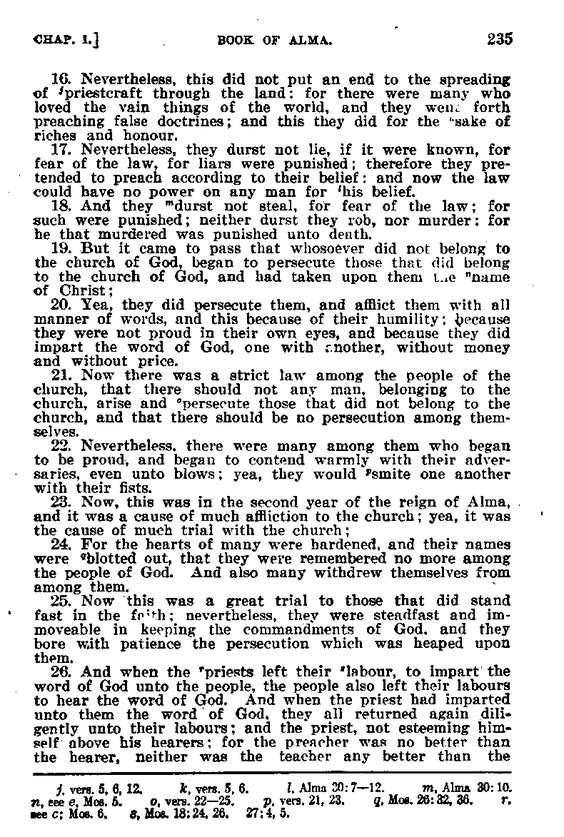 CHAP. I.] BOOK OF ALMA. 235
16. Nevertheless, this did not put an end to the spreading
of ʲpriestcraft through the land: for there were many who
loved the vain things of the world, and they went forth
preaching false doctrines; and this they did for the ᵏsake of
riches and honour.
17. Nevertheless, they durst not lie, if it were known, for
fear of the law, for liars were punished; therefore they pre-
tended to preach according to their belief: and now the law
could have no power on any man for ˡhis belief.
18. And they ᵐdurst not steal, for fear of the law; for
such were punished; neither durst they rob, nor murder: for
he that murdered was punished unto death.
19. But it came to pass that whosoever did not belong to
the church of God, began to persecute those that did belong
to the church of God, and had taken upon them the ⁿname
of Christ;
20. Yea, they did persecute them, and afflict them with all
manner of words, and this because of their humility; because
they were not proud in their own eyes, and because they did
impart the word of God, one with another, without money
and without price.
21. Now there was a strict law among the people of the
church, that there should not any man, belonging to the
church, arise and ᵒpersecute those that did not belong to the
church, and that there should be no persecution among them-
selves.
22. Nevertheless, there were many among them who began
to be proud, and began to contend warmly with their adver-
saries, even unto blows; yea, they would ᵖsmite one another
with their fists.
23. Now, this was in the second year of the reign of Alma,
and it was a cause of much affliction to the church; yea, it was
the cause of much trial with the church;
24. For the hearts of many were hardened, and their names
were ᑫblotted out, that they were remembered no more among
the people of God. And also many withdrew themselves from
among them.
25. Now this was a great trial to those that did stand
fast in the faith; nevertheless, they were steadfast and im-
moveable in keeping the commandments of God, and they
bore with patience the persecution which was heaped upon
them.
26. And when the ʳpriests left their ˢlabour, to impart the
word of God unto the people, the people also left their labours
to hear the word of God. And when the priest had imparted
unto them the word of God, they all returned again dili-
gently unto their labours; and the priest, not esteeming him-
self above his hearers; for the preacher was no better than
the hearer, neither was the teacher any better than the
j, vers. 5, 6, 12. k, vers. 5, 6. l, Alma 30: 7—12. m, Alma 30: 10.
n, see e, Mos. 5. o, vers. 22—25. p, vers. 21, 23. q, Mos. 26: 32, 36. r,
see c; Mos. 6. s, Mos. 18: 24, 26. 27: 4, 5.